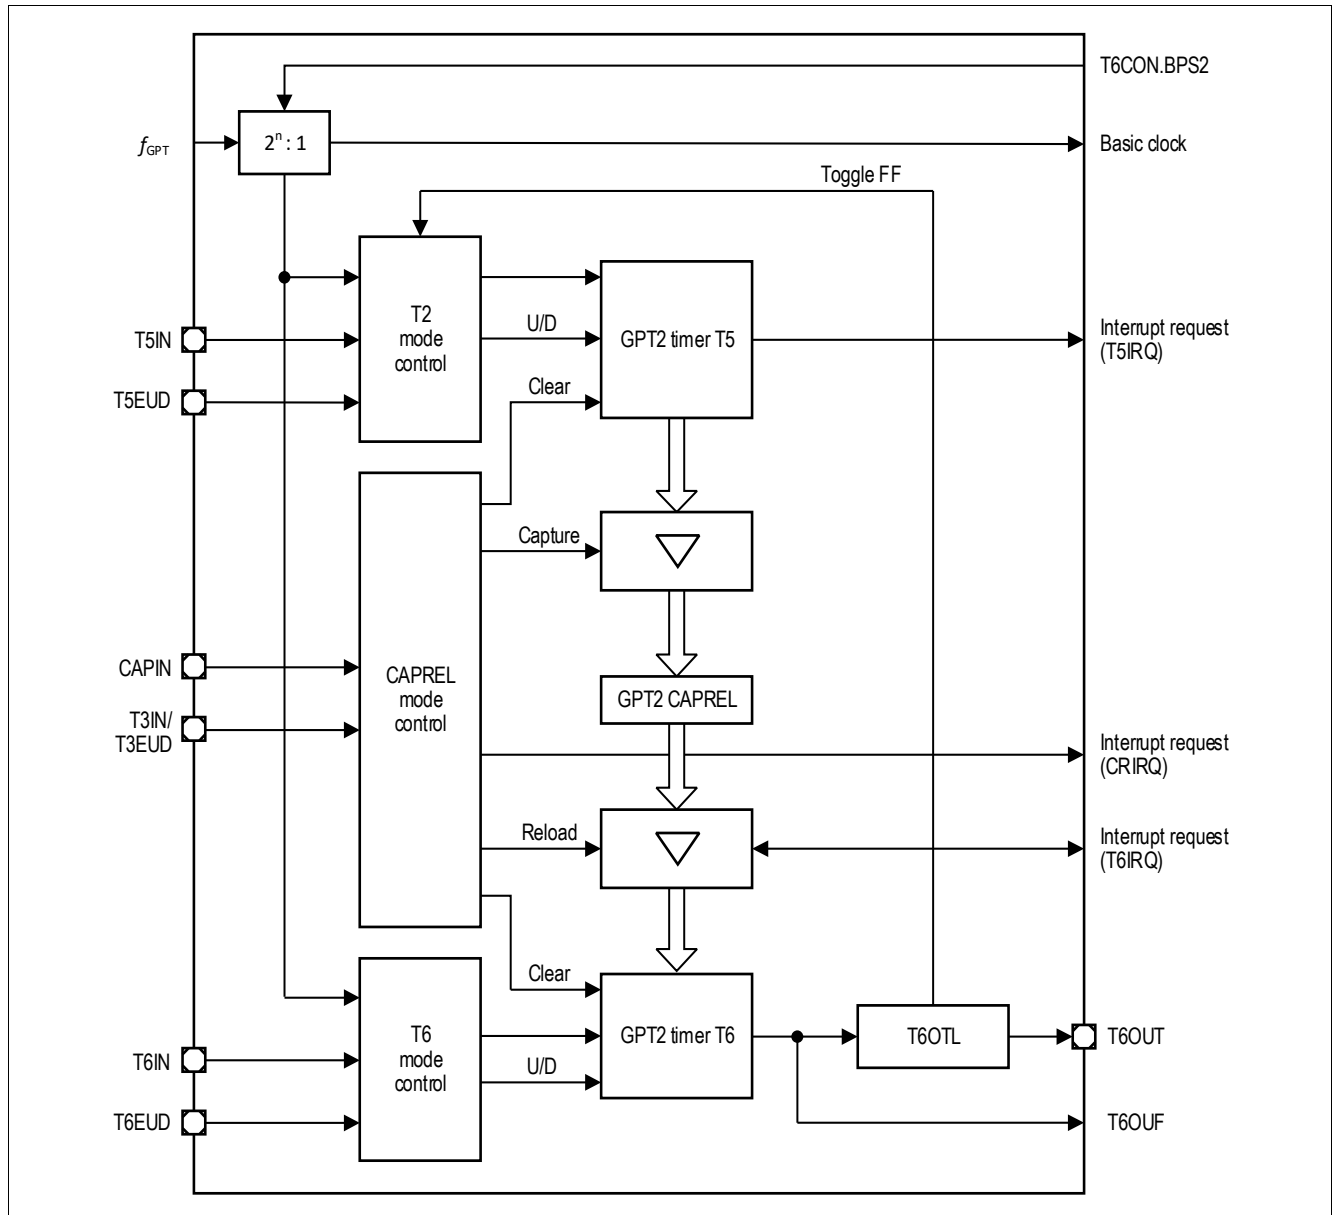 T6CON.BPS2
fGPT
2n : 1
Basic clock
Toggle FF
T2
mode
control
T5IN
T5EUD
U/D
Clear
GPT2 timer T5
Interrupt request
(T5IRQ)
Capture
CAPIN
T3IN/
T3EUD
CAPREL
mode
control
GPT2 CAPREL
Interrupt request
(CRIRQ)
Reload
Interrupt request
(T6IRQ)
Clear
T6
mode
control
T6IN
T6EUD
U/D
GPT2 timer T6
T6OTL
T6OUT
T6OUF